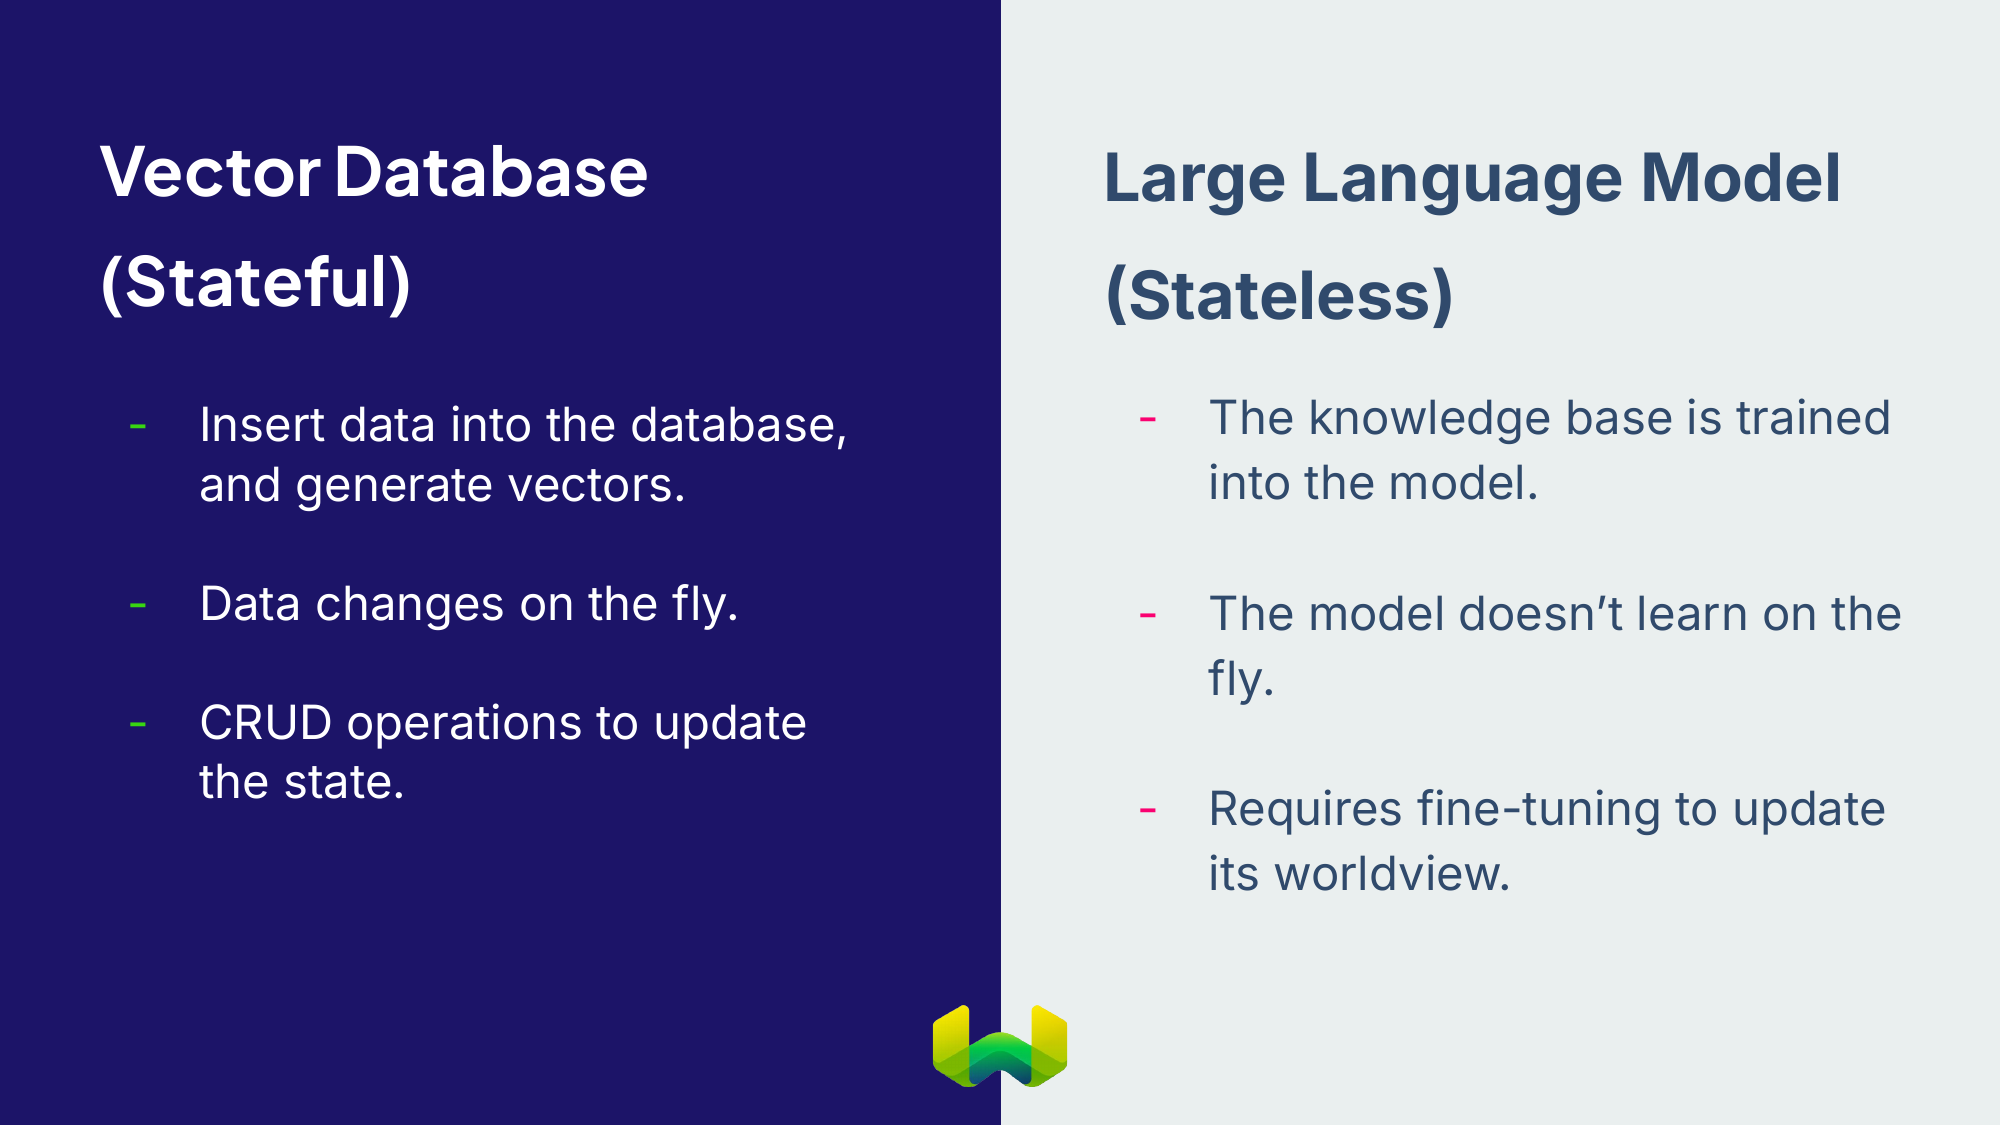 Vector Database
(Stateful)
- Insert data into the database,
and generate vectors.
- Data changes on the fly.
- CRUD operations to update
the state.
Large Language Model
(Stateless)
- The knowledge base is trained
into the model.
- The model doesn’t learn on the
fly.
- Requires fine-tuning to update
its worldview.